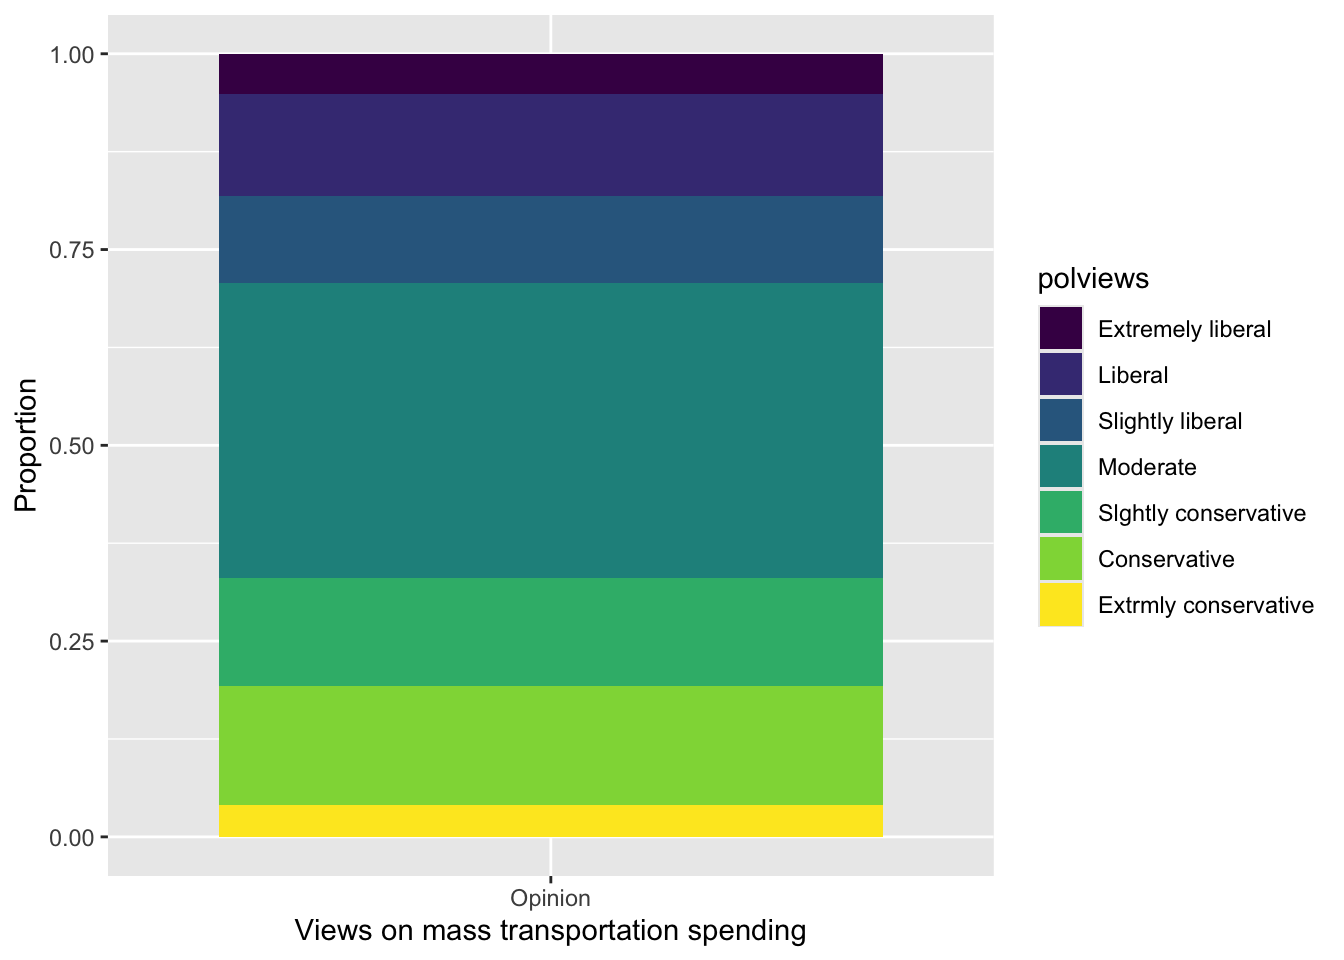 1.00
0.75
0.50
0.25
0.00
Proportion
Opinion
Views on mass transportation spending
polviews
Extremely liberal
Liberal
Slightly liberal
Moderate
Slghtly conservative
Conservative
Extrmly conservative